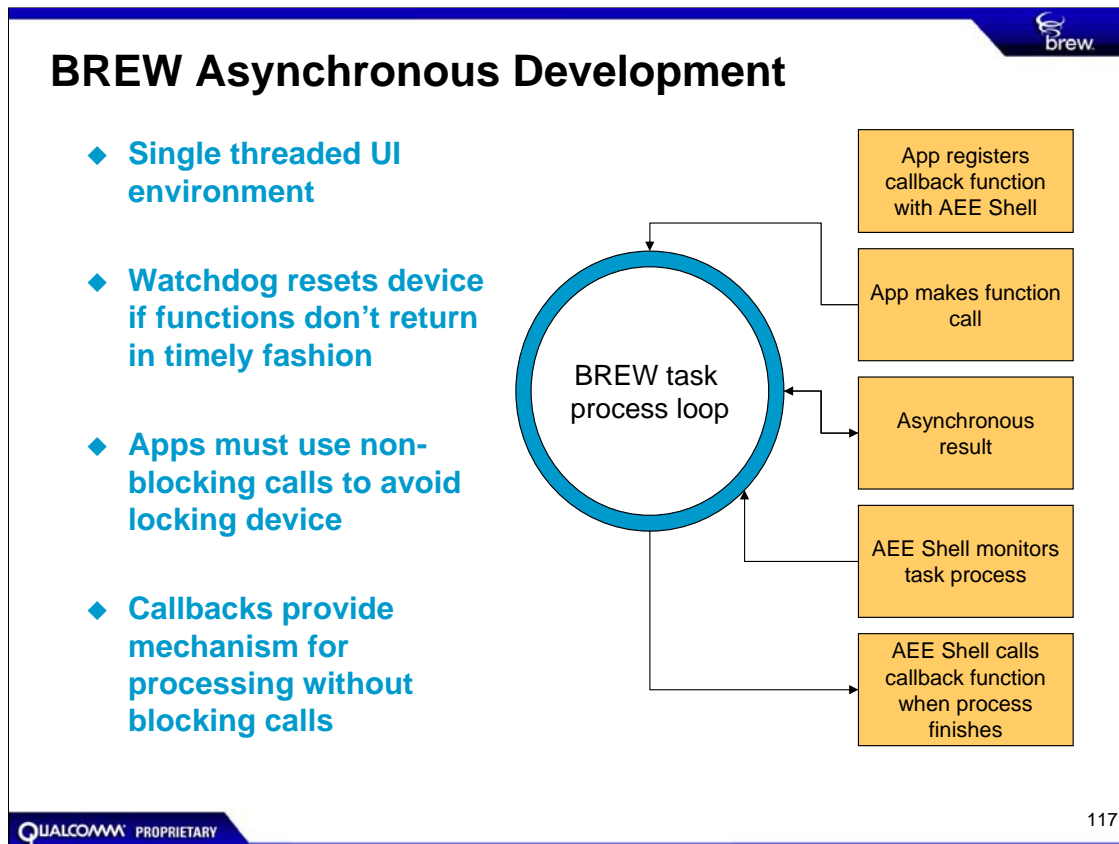 brew.
BREW Asynchronous Development
◆ Single threaded UI
environment
◆ Watchdog resets device
if functions don’t return
in timely fashion
◆ Apps must use non-
blocking calls to avoid
locking device
◆ Callbacks provide
mechanism for
processing without
blocking calls
BREW task
process loop
App registers
callback function
with AEE Shell
App makes function
call
Asynchronous
result
AEE Shell monitors
task process
AEE Shell calls
callback function
when process
finishes
QUALCOMM PROPRIETARY
117